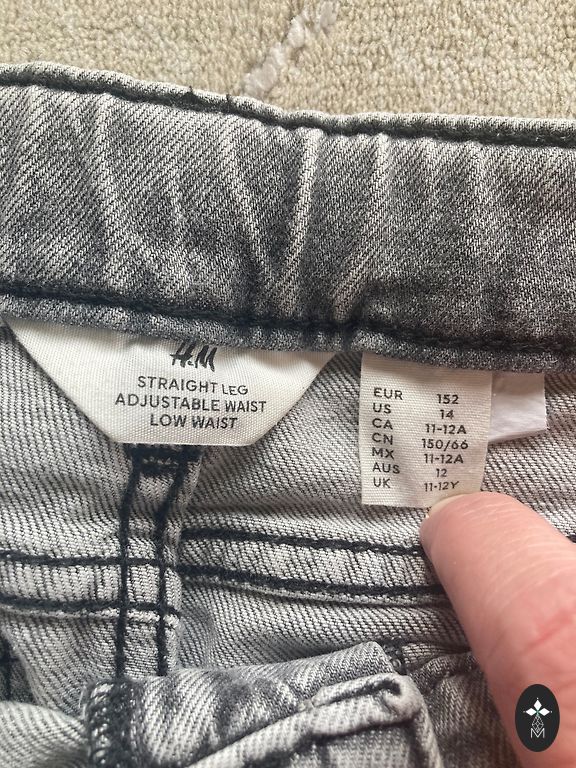 H&M
STRAIGHT LEG
ADJUSTABLE WAIST
LOW WAIST
EUR 152
US 14
CA 11-12A
CN 150/66
MX 11-12A
AUS 12
UK 11-12Y
M